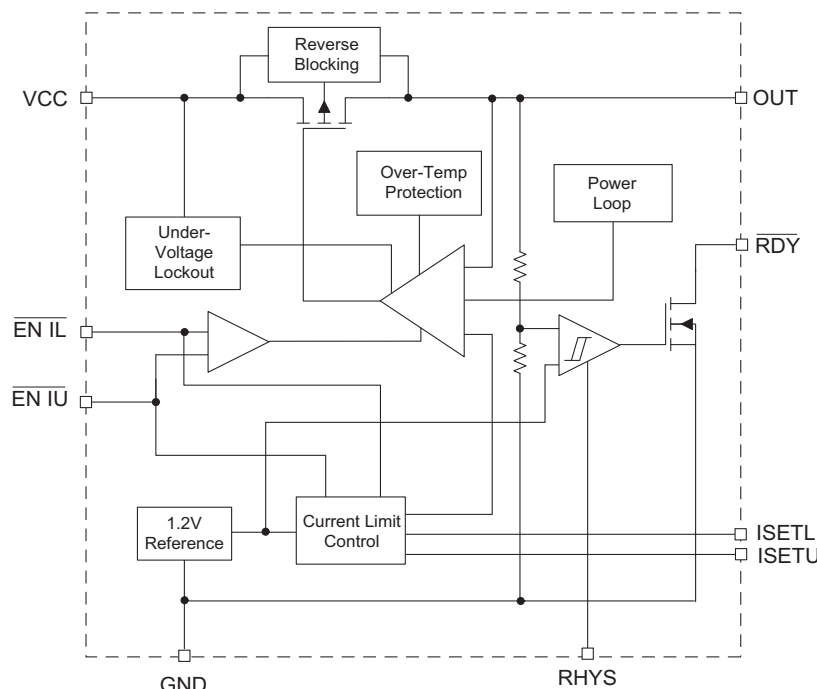 Reverse
Blocking
VCC
OUT
Over-Temp
Protection
Power
Loop
Under-
Voltage
Lockout
RDY
EN IL
EN IU
1.2V
Reference
Current Limit
Control
ISETL
ISETU
GND
RHYS